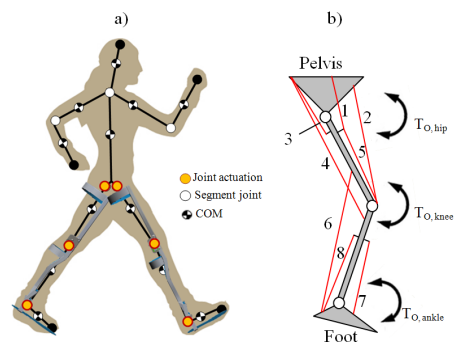 a)
Joint actuation
Segment joint
COM
b)
Pelvis
1
2
3
4
5
6
8
7
T_O, hip
T_O, knee
T_O, ankle
Foot